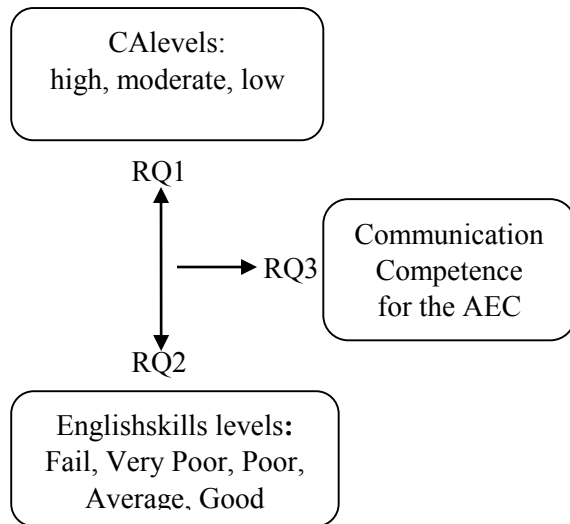 CAlevels:
high, moderate, low
RQ1
RQ3
Communication
Competence
for the AEC
RQ2
Englishskills levels:
Fail, Very Poor, Poor,
Average, Good